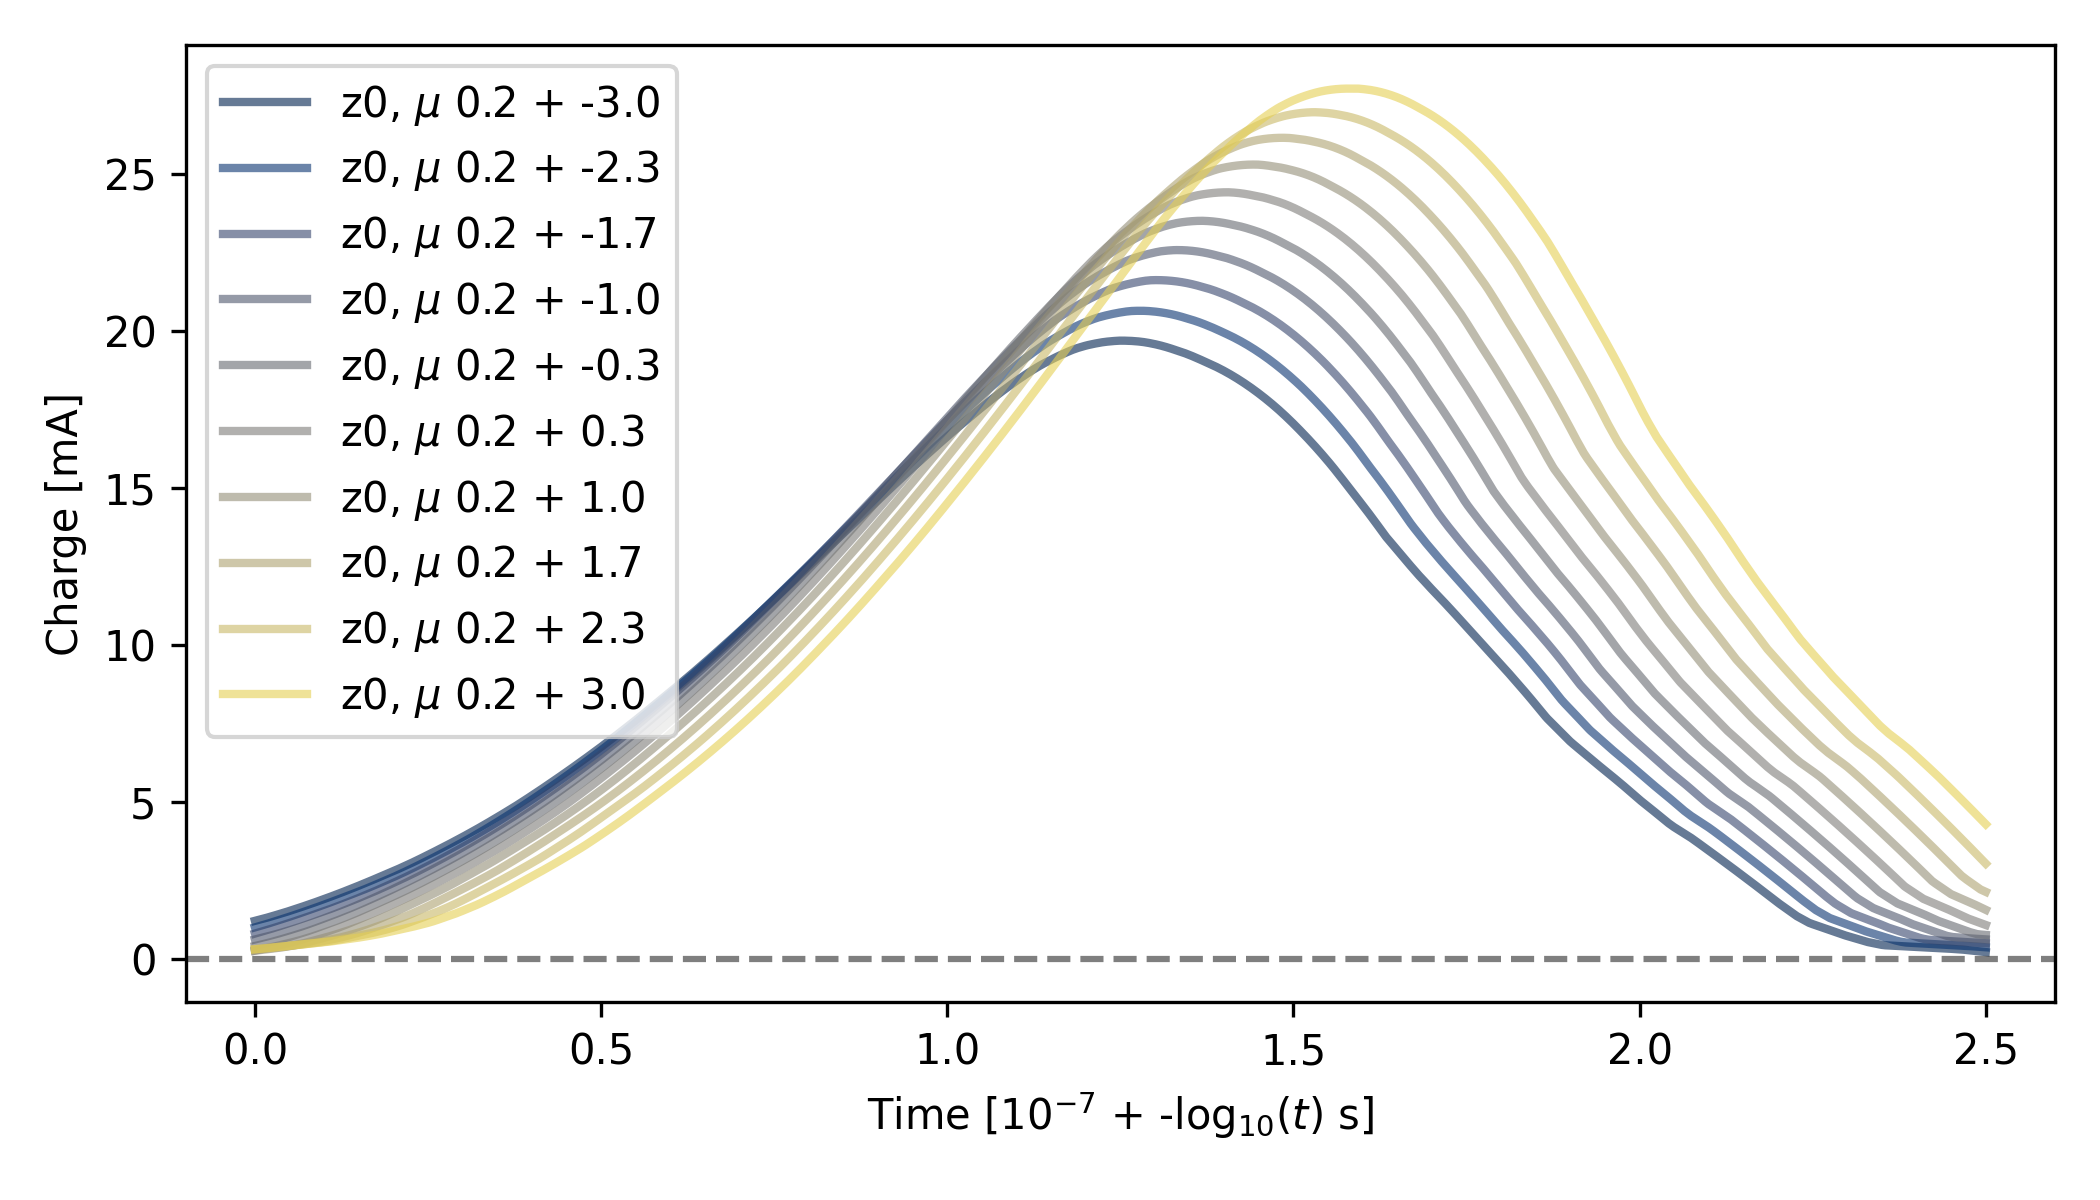 z0, μ 0.2 + -3.0
z0, μ 0.2 + -2.3
z0, μ 0.2 + -1.7
z0, μ 0.2 + -1.0
z0, μ 0.2 + -0.3
z0, μ 0.2 + 0.3
z0, μ 0.2 + 1.0
z0, μ 0.2 + 1.7
z0, μ 0.2 + 2.3
z0, μ 0.2 + 3.0
Charge [mA]
25
20
15
10
5
0
0.0 0.5 1.0 1.5 2.0 2.5
Time [10⁻⁷ + -log₁₀(t) s]